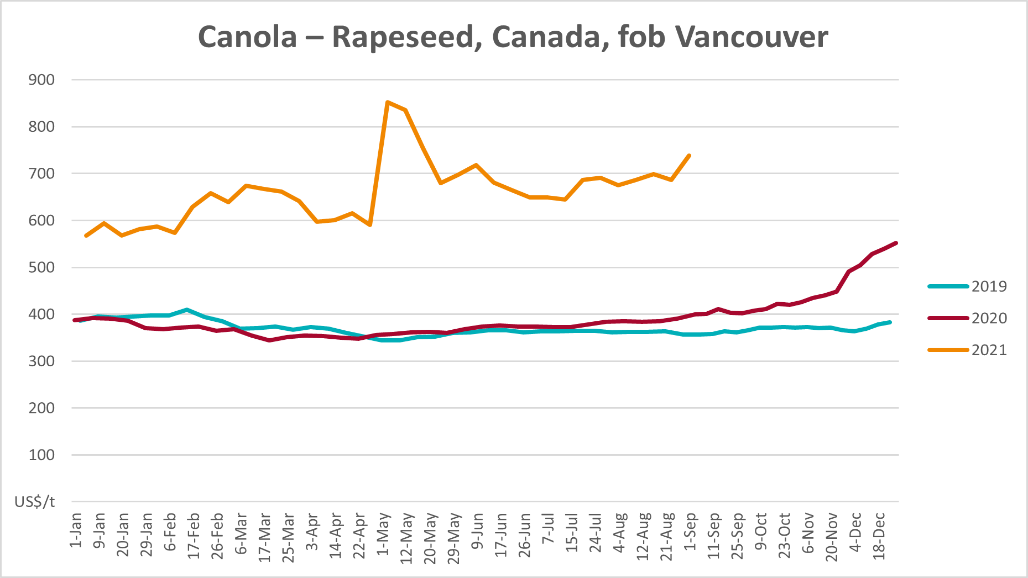 Canola – Rapeseed, Canada, fob Vancouver
900
800
700
600
500
400
300
200
100
US$/t
1-Jan
9-Jan
20-Jan
29-Jan
6-Feb
17-Feb
26-Feb
6-Mar
17-Mar
25-Mar
3-Apr
14-Apr
22-Apr
1-May
12-May
20-May
29-May
9-Jun
17-Jun
26-Jun
7-Jul
15-Jul
24-Jul
4-Aug
12-Aug
21-Aug
1-Sep
11-Sep
25-Sep
9-Oct
23-Oct
6-Nov
20-Nov
4-Dec
18-Dec
2019
2020
2021